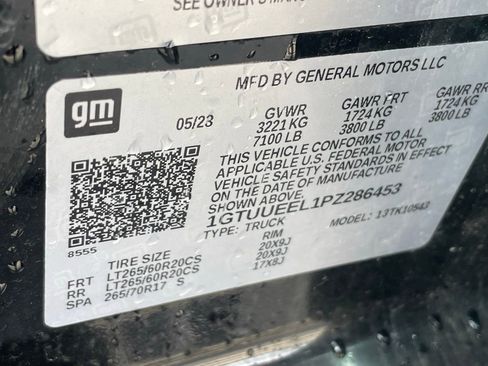 SEE OWNER'S MANU
gm
MFD BY GENERAL MOTORS LLC
05/23 GVWR GAWR FRT GAWR RR
3221 KG 1724 KG 1724 KG
7100 LB 3800 LB 3800 LB
THIS VEHICLE CONFORMS TO ALL
APPLICABLE U.S. FEDERAL MOTOR
VEHICLE SAFETY STANDARDS IN EFFECT
ON THE DATE OF MANUFACTURE
1GTUUEEL1PZ286453
TYPE: TRUCK MODEL: 13TK10543
8555
TIRE SIZE RIM
FRT LT265/60R20CS 20X9J
RR LT265/60R20CS 20X9J
SPA 265/70R17 S 17X8J